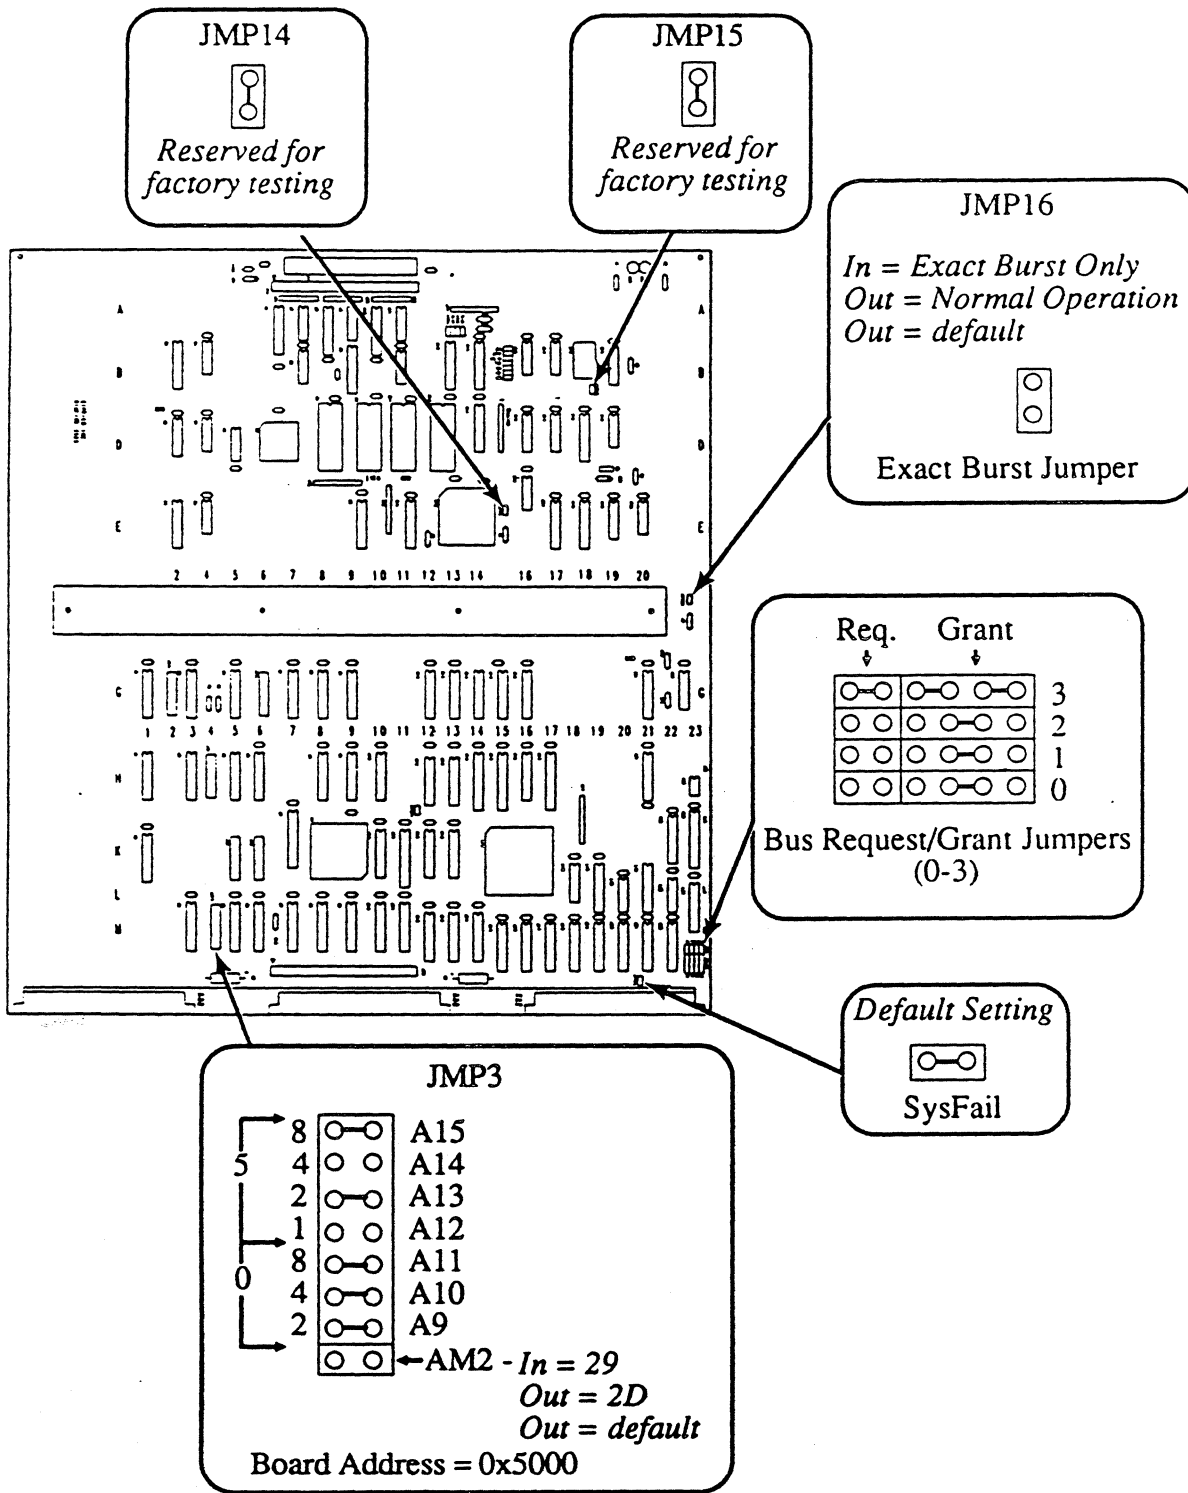 JMP14
Reserved for
factory testing
JMP15
Reserved for
factory testing
JMP16
In = Exact Burst Only
Out = Normal Operation
Out = default
Exact Burst Jumper
A
B
D
E
A
B
D
E
2 4 5 6 7 8 9 10 11 12 13 14 16 17 18 19 20
Req. Grant
3
2
1
0
Bus Request/Grant Jumpers
(0-3)
G
G
1 2 3 4 5 6 7 8 9 10 11 12 13 14 15 16 17 18 19 20 21 22 23
H
K
L
M
Default Setting
SysFail
JMP3
5
0
8 A15
4 A14
2 A13
1 A12
8 A11
4 A10
2 A9
AM2 - In = 29
Out = 2D
Out = default
Board Address = 0x5000